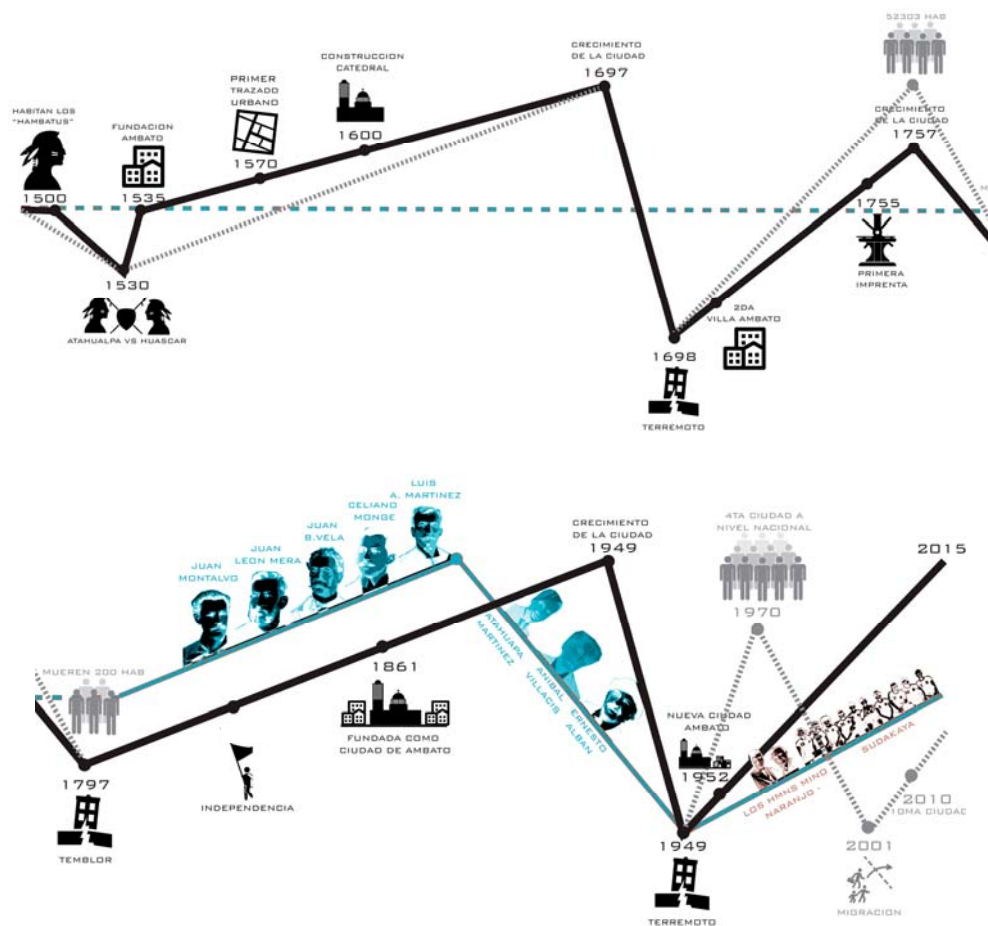 HABITAN LOS
"HAMBATUS"
1500
1530
ATAHUALPA VS HUASCAR
FUNDACION
AMBATO
1535
PRIMER
TRAZADO
URBANO
1570
CONSTRUCCION
CATEDRAL
1600
CRECIMIENTO
DE LA CIUDAD
1697
1698
TERREMOTO
2DA
VILLA AMBATO
1755
PRIMERA
IMPRENTA
52303 HAB
CRECIMIENTO
DE LA CIUDAD
1757
M
MUEREN 200 HAB
1797
TEMBLOR
JUAN
MONTALVO
JUAN
LEON MERA
JUAN
B.VELA
CELIANO
MONGE
LUIS
A. MARTINEZ
INDEPENDENCIA
1861
FUNDADA COMO
CIUDAD DE AMBATO
CRECIMIENTO
DE LA CIUDAD
1949
ATAHUAPA
MARTINEZ
ANIBAL
VILLACIS
ERNESTO
ALBAN
1949
TERREMOTO
NUEVA CIUDAD
AMBATO
1952
4TA CIUDAD A
NIVEL NACIONAL
1970
LOS HMNS MINO
NARANJO -
SUDAKAYA
2001
MIGRACION
2010
10MA CIUDAD
2015